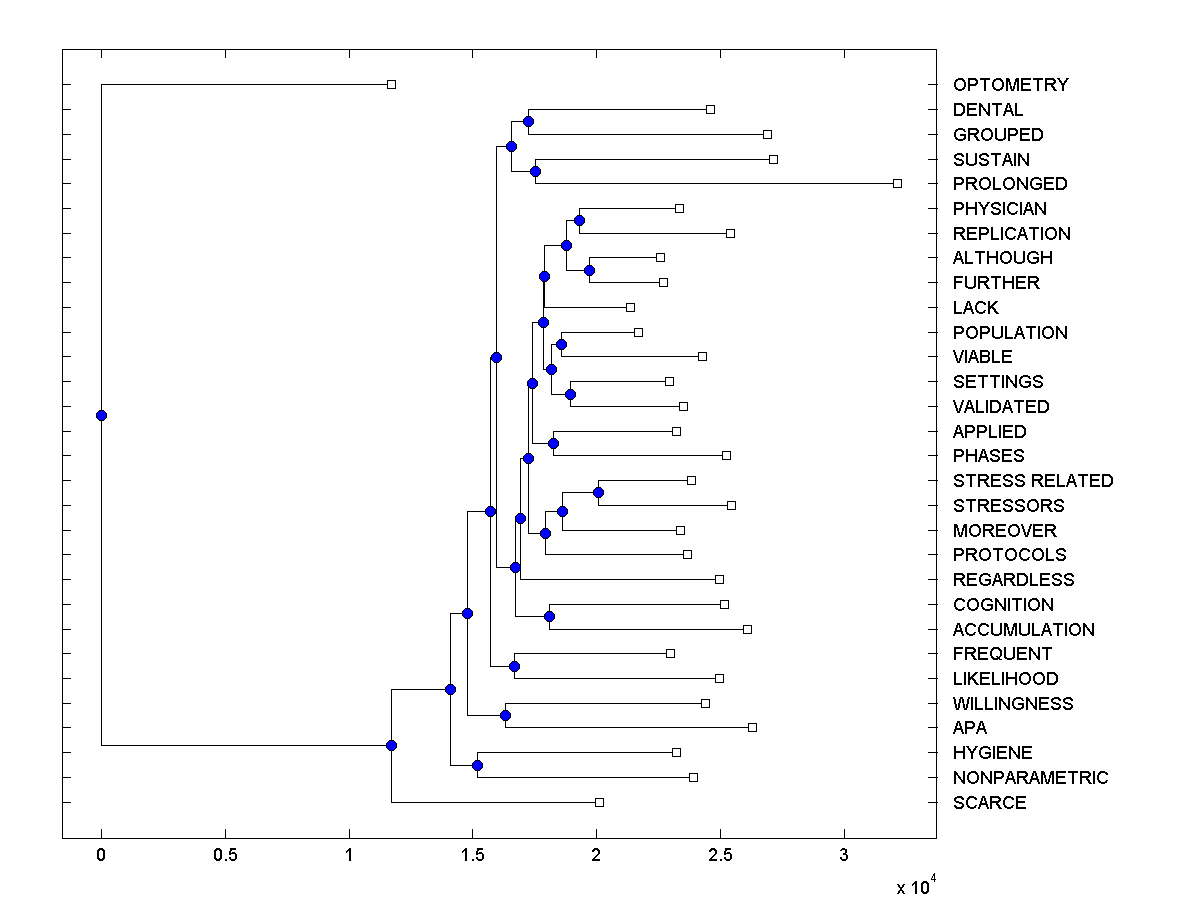 OPTOMETRY
DENTAL
GROUPED
SUSTAIN
PROLONGED
PHYSICIAN
REPLICATION
ALTHOUGH
FURTHER
LACK
POPULATION
VIABLE
SETTINGS
VALIDATED
APPLIED
PHASES
STRESS RELATED
STRESSORS
MOREOVER
PROTOCOLS
REGARDLESS
COGNITION
ACCUMULATION
FREQUENT
LIKELIHOOD
WILLINGNESS
APA
HYGIENE
NONPARAMETRIC
SCARCE
0 0.5 1 1.5 2 2.5 3
x 10^4